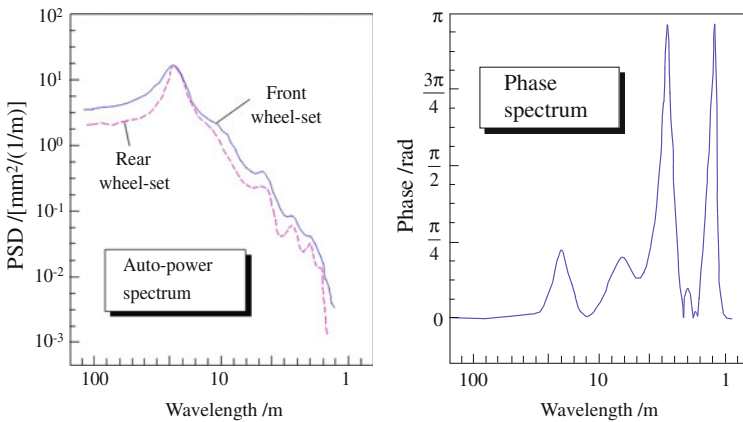 10²
10¹
10⁰
10⁻¹
10⁻²
10⁻³
PSD /[mm²/(1/m)]
Front
wheel-set
Rear
wheel-set
Auto-power
spectrum
100
10
1
Wavelength /m
π
3π
4
π
2
π
4
0
Phase /rad
Phase
spectrum
100
10
1
Wavelength /m